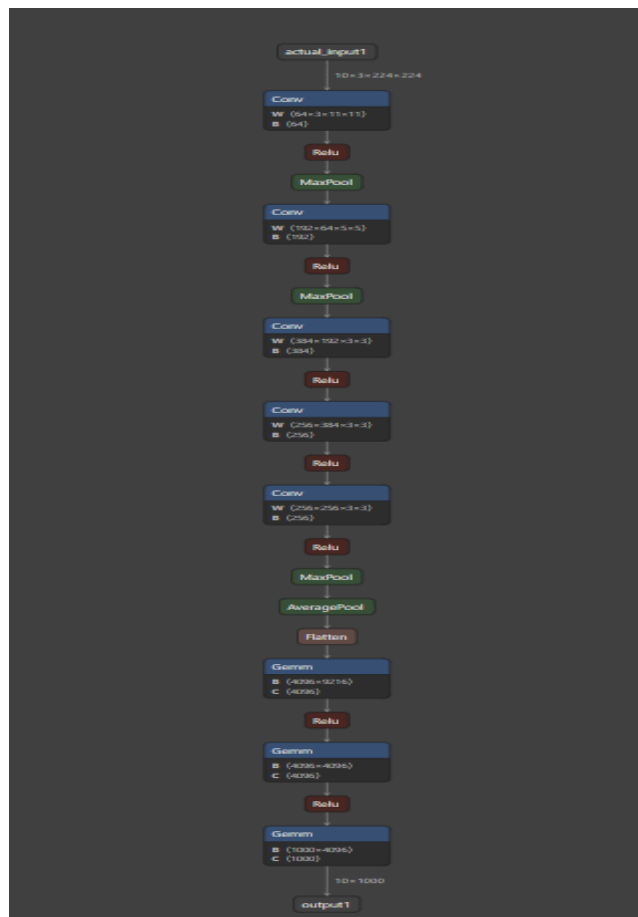 actual_input1
10×3×224×224
Conv
W ⟨64×3×11×11⟩
B ⟨64⟩
Relu
MaxPool
Conv
W ⟨192×64×5×5⟩
B ⟨192⟩
Relu
MaxPool
Conv
W ⟨384×192×3×3⟩
B ⟨384⟩
Relu
Conv
W ⟨256×384×3×3⟩
B ⟨256⟩
Relu
Conv
W ⟨256×256×3×3⟩
B ⟨256⟩
Relu
MaxPool
AveragePool
Flatten
Gemm
B ⟨4096×9216⟩
C ⟨4096⟩
Relu
Gemm
B ⟨4096×4096⟩
C ⟨4096⟩
Relu
Gemm
B ⟨1000×4096⟩
C ⟨1000⟩
10×1000
output1